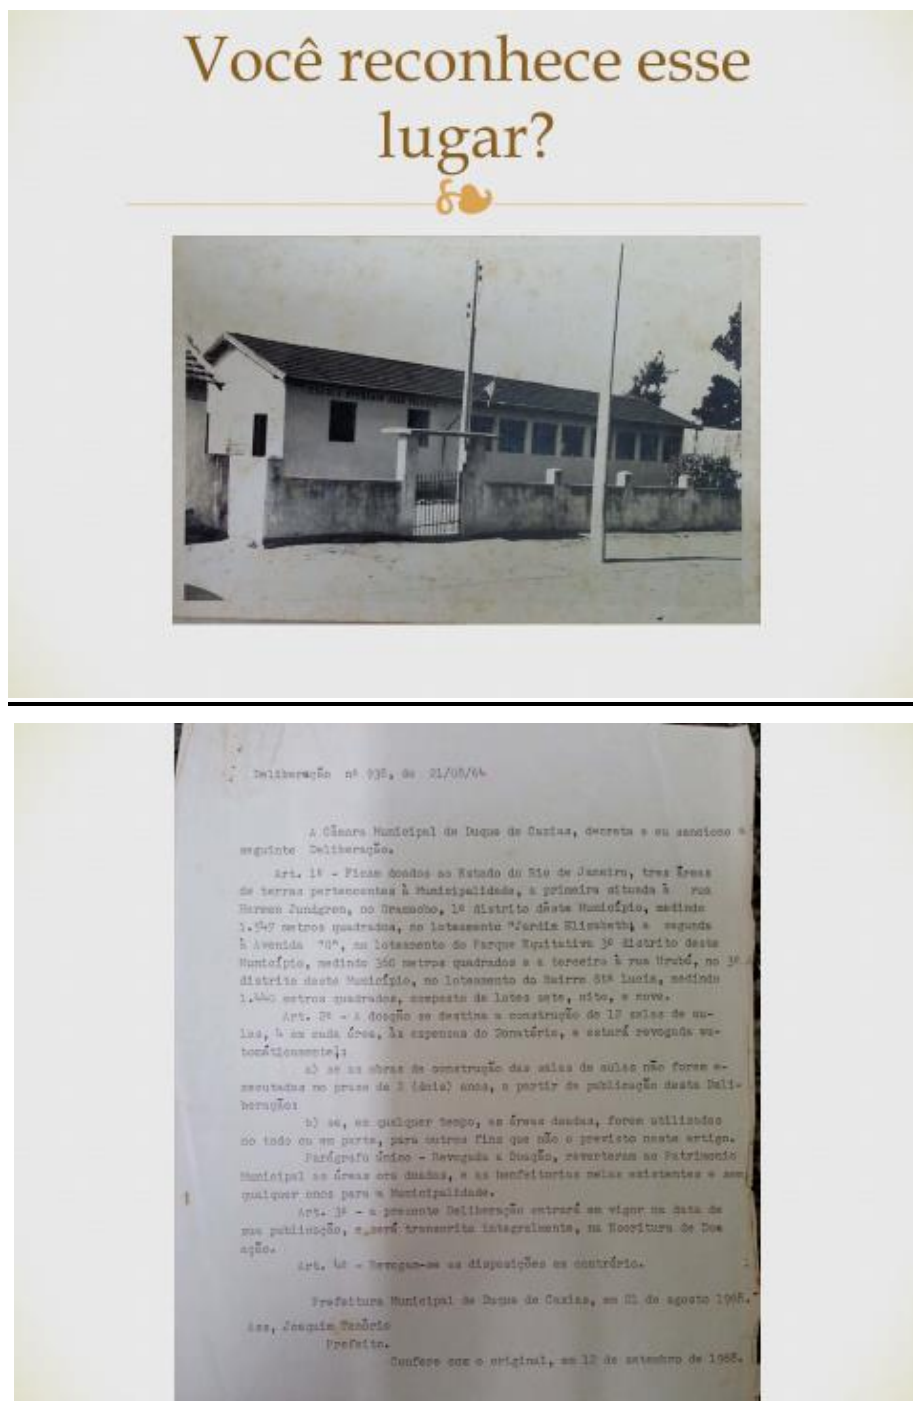 Você reconhece esse
lugar?
Deliberação nº 938, de 21/08/64
A Câmara Municipal de Duque de Caxias, decreta e eu sanciono a
seguinte Deliberação.
Art. 1º - Ficam doados ao Estado do Rio de Janeiro, tres áreas
de terras pertencentes à Municipalidade, a primeira situada à rua
no Gramacho, 1º distrito dêste Município, medindo
1.547 metros quadrados, no loteamento "Jardim Elizabeth, a segunda
à Avenida "G", no loteamento do Parque Equitativa 3º distrito deste
Município, medindo 360 metros quadrados e a terceira à rua Urubú, no 3º
distrito deste Município, no loteamento do Bairro Stª Lucia, medindo
1.440 metros quadrados, composta de lotes sete, oito, e nove.
Art. 2º - A doação se destina a construção de 12 salas de au-
las, 4 em cada área, às expensas do Donatário, e estará revogada au-
tomáticamente:
a) se as obras de construção das salas de aulas não forem e-
xecutadas no prazo de 2 (dois) anos, a partir de publicação desta Deli-
beração:
b) se, em qualquer tempo, as áreas doadas, forem utilizadas
no todo ou em parte, para outros fins que não o previsto neste artigo.
Parágrafo único - Revogada a Doação, reverteram ao Patrimonio
Municipal as áreas ora doadas, e as benfeitorias nelas existentes e sem
qualquer onos para a Municipalidade.
Art. 3º - a presente Deliberação entrará em vigor na data de
sua publicação, e será transcrita integralmente, na Escritura de Doa
ação.
Art. 4º - Revogam-se as disposições em contrário.
Prefeitura Municipal de Duque de Caxias, em 21 de agosto 1968.
Ass, Joaquim Tenório
Prefeito.
Confere com o original, em 12 de setembro de 1968.